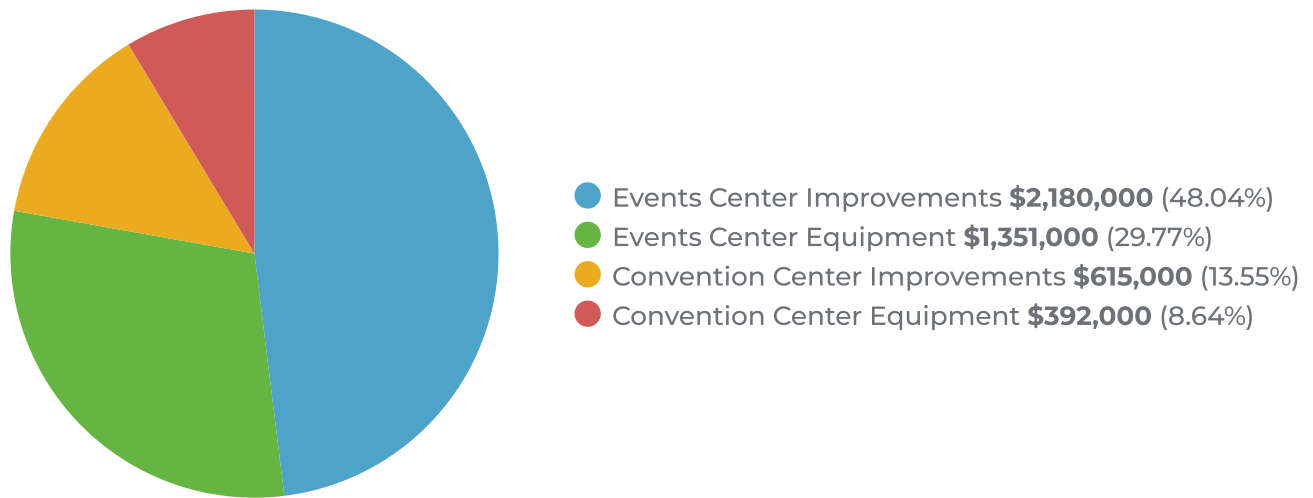 Events Center Improvements $2,180,000 (48.04%)
Events Center Equipment $1,351,000 (29.77%)
Convention Center Improvements $615,000 (13.55%)
Convention Center Equipment $392,000 (8.64%)